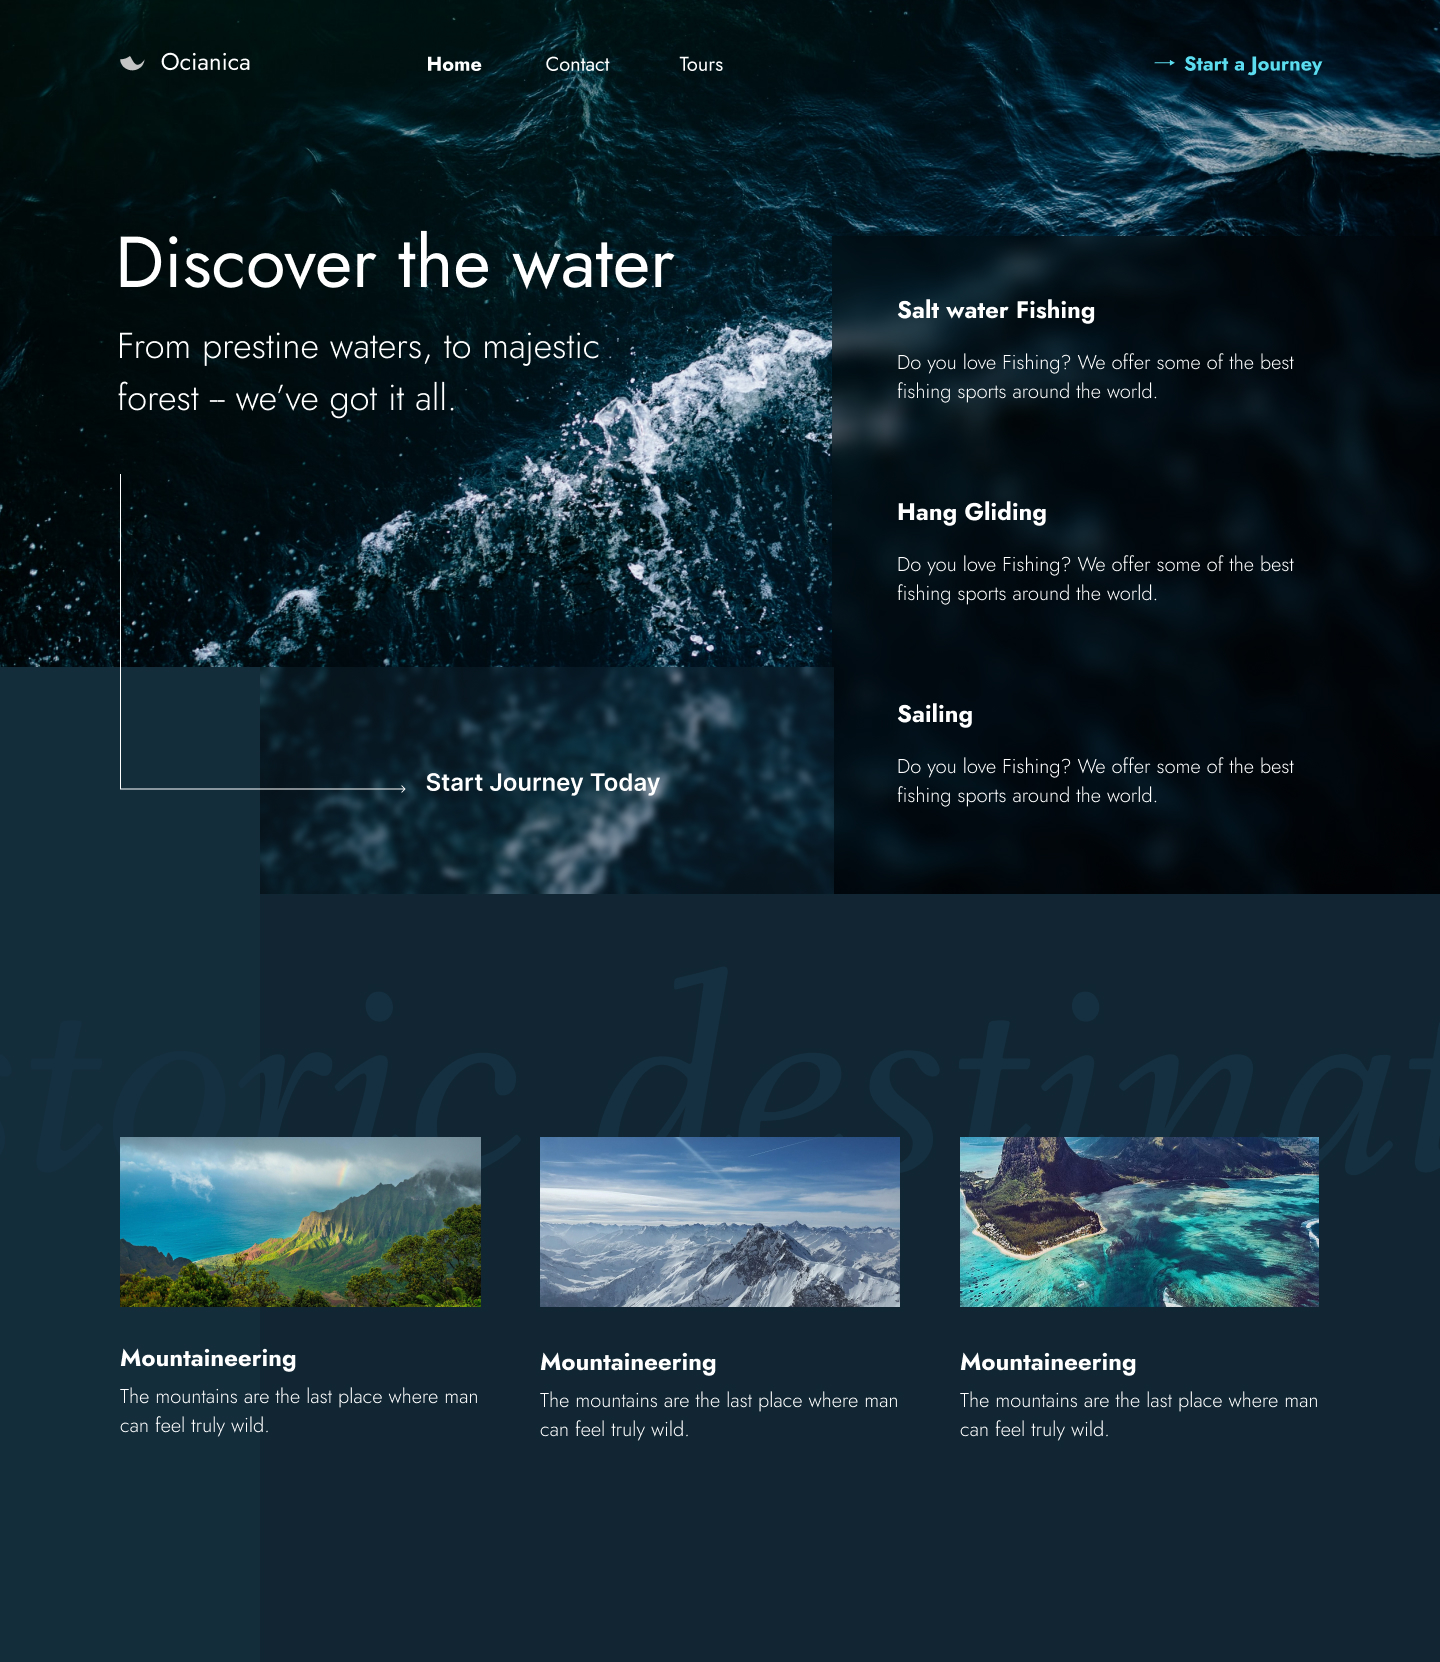 Ocianica
Home
Contact
Tours
Start a Journey
Discover the water
From prestine waters, to majestic
forest – we’ve got it all.
Salt water Fishing
Do you love Fishing? We offer some of the best
fishing sports around the world.
Hang Gliding
Do you love Fishing? We offer some of the best
fishing sports around the world.
Sailing
Do you love Fishing? We offer some of the best
fishing sports around the world.
Start Journey Today
storic destinat
Mountaineering
The mountains are the last place where man
can feel truly wild.
Mountaineering
The mountains are the last place where man
can feel truly wild.
Mountaineering
The mountains are the last place where man
can feel truly wild.